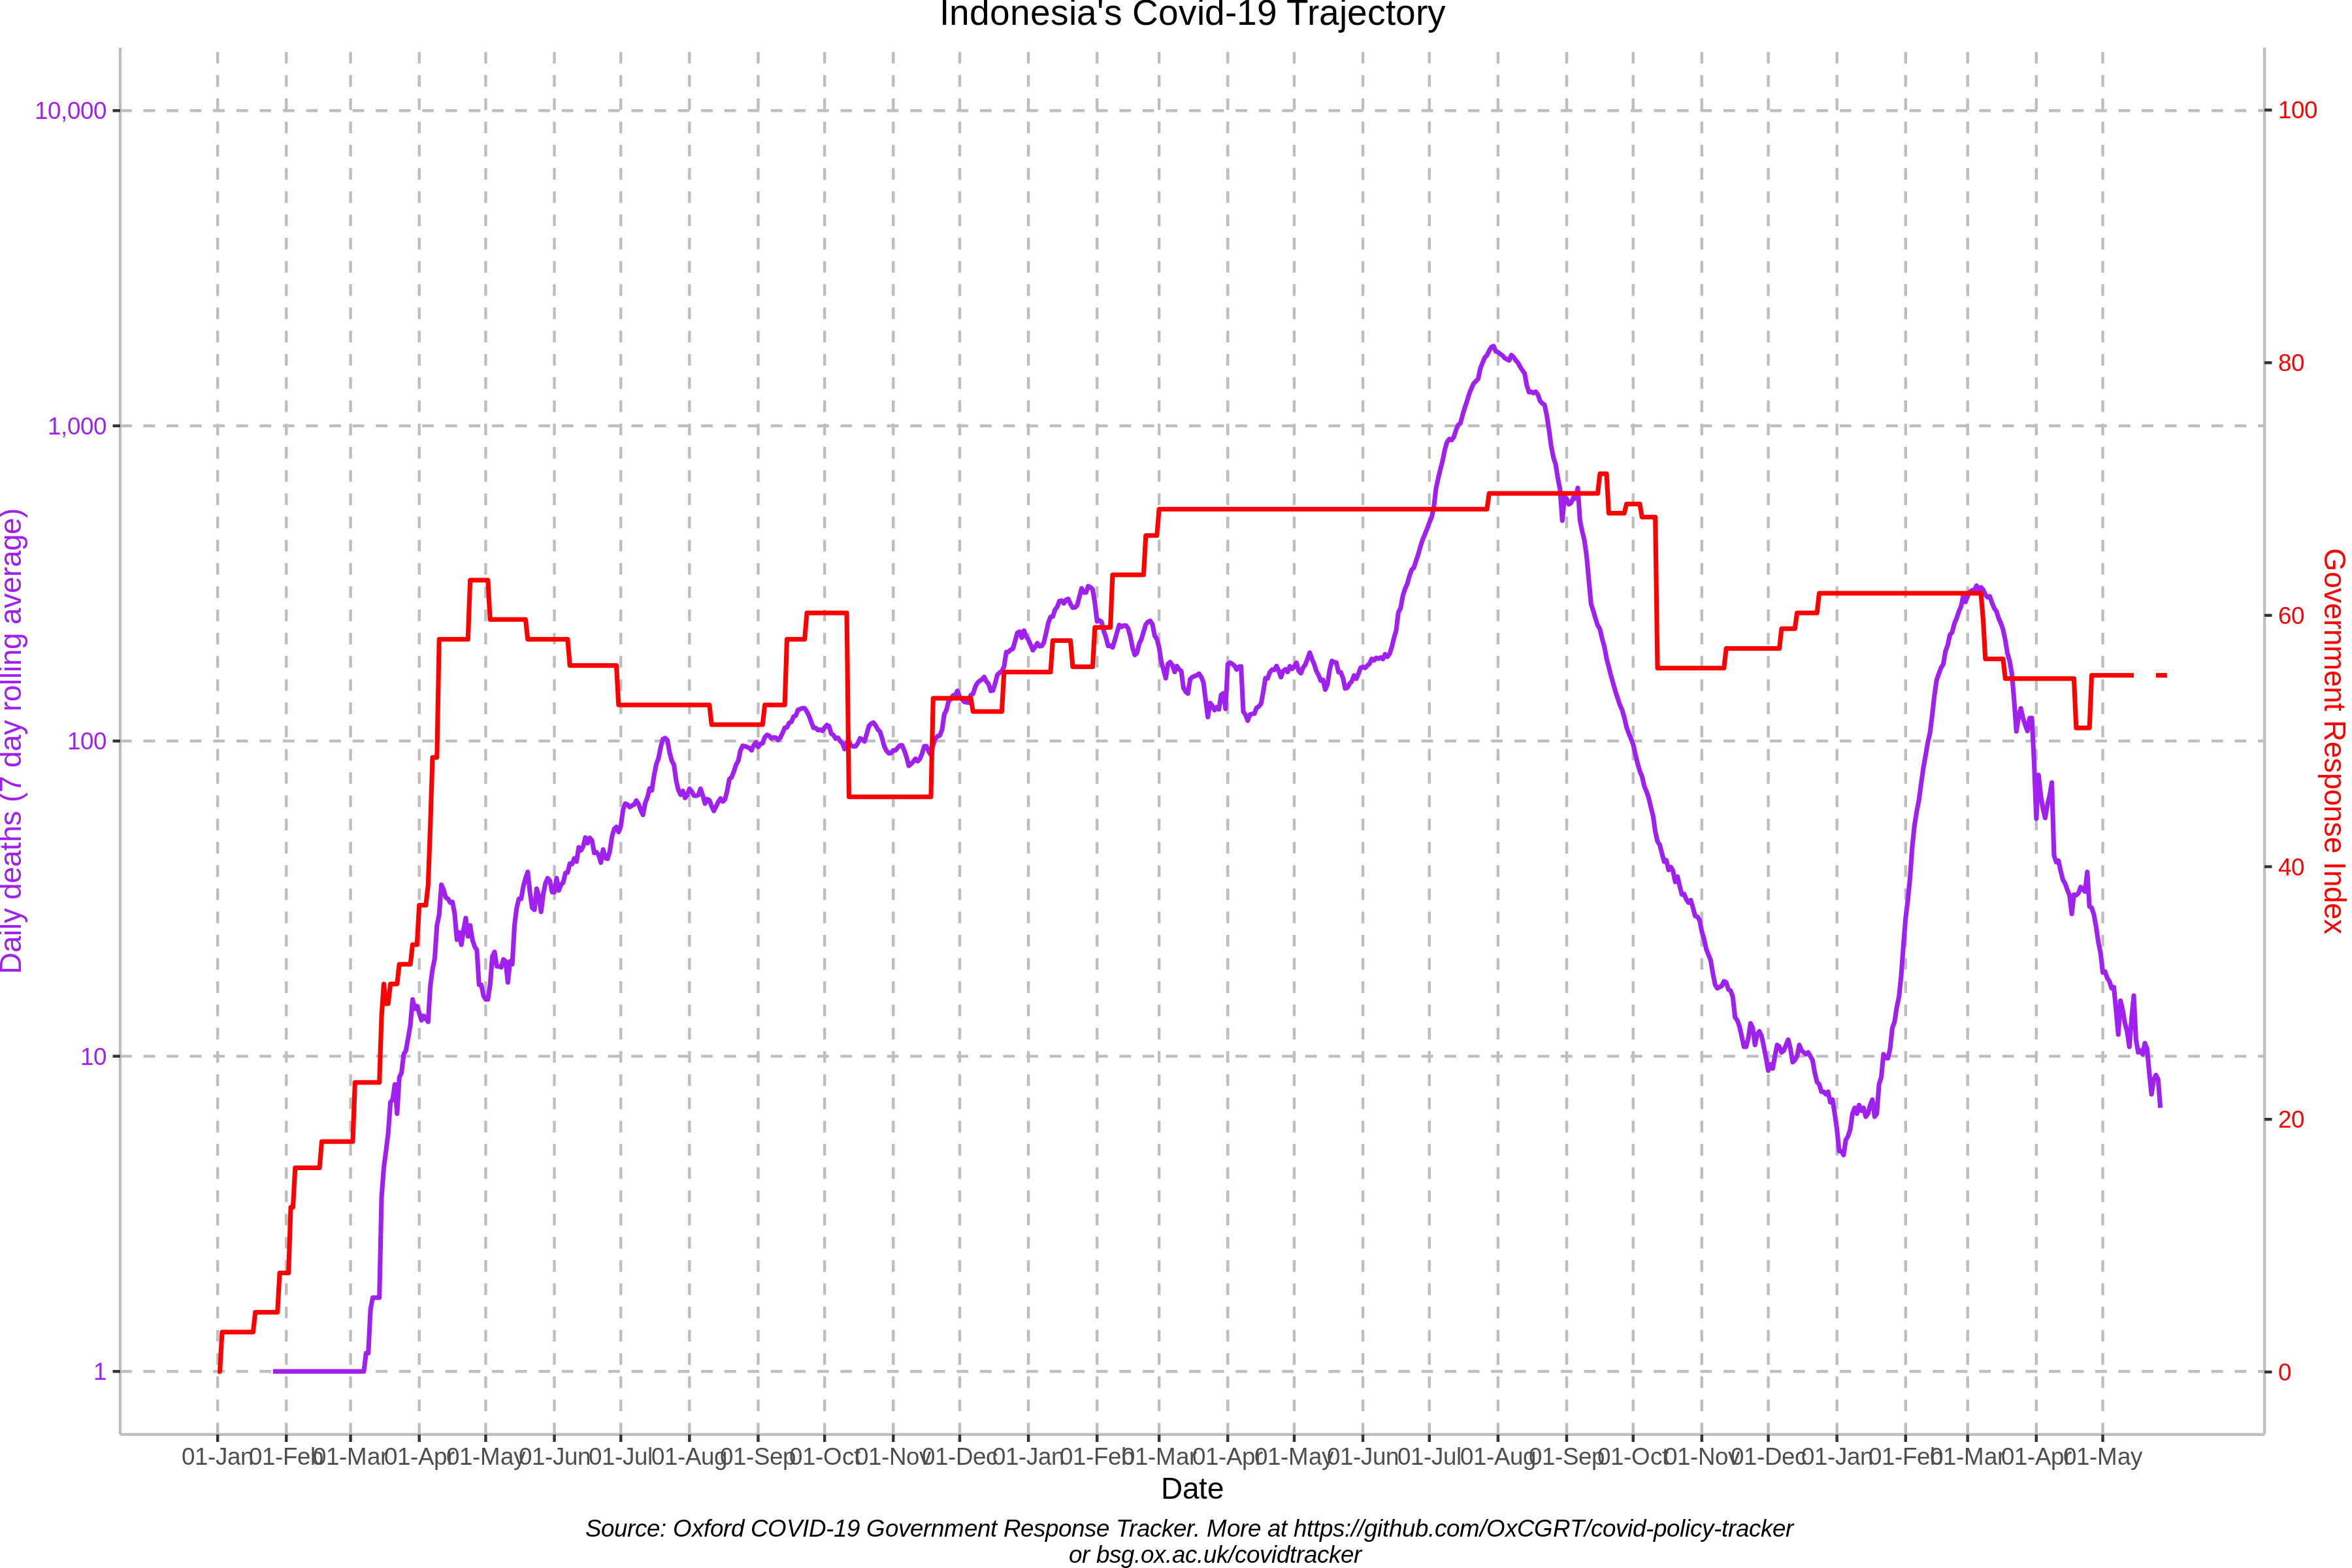 Indonesia's Covid-19 Trajectory
10,000
1,000
100
10
1
Daily deaths (7 day rolling average)
100
80
60
40
20
0
Government Response Index
01-Jan 01-Feb 01-Mar 01-Apr 01-May 01-Jun 01-Jul 01-Aug 01-Sep 01-Oct 01-Nov 01-Dec 01-Jan 01-Feb 01-Mar 01-Apr 01-May 01-Jun 01-Jul 01-Aug 01-Sep 01-Oct 01-Nov 01-Dec 01-Jan 01-Feb 01-Mar 01-Apr 01-May
Date
Source: Oxford COVID-19 Government Response Tracker. More at https://github.com/OxCGRT/covid-policy-tracker
or bsg.ox.ac.uk/covidtracker